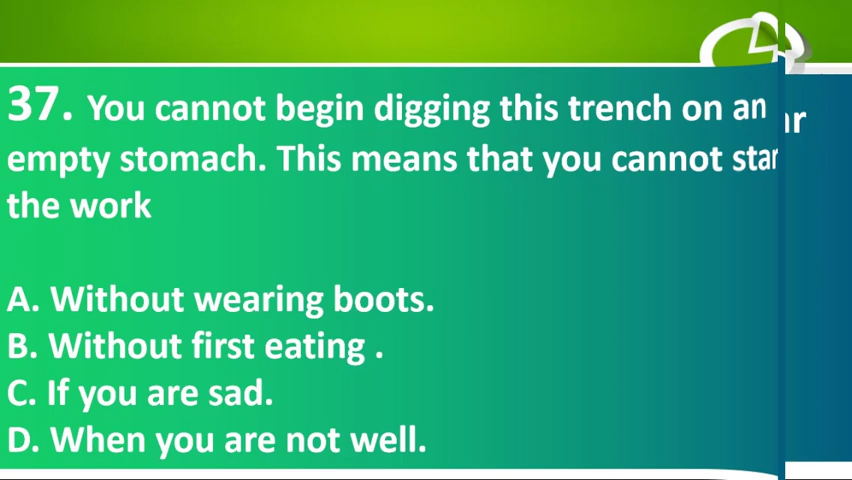 37. You cannot begin digging this trench on an
empty stomach. This means that you cannot star
the work
A. Without wearing boots.
B. Without first eating .
C. If you are sad.
D. When you are not well.